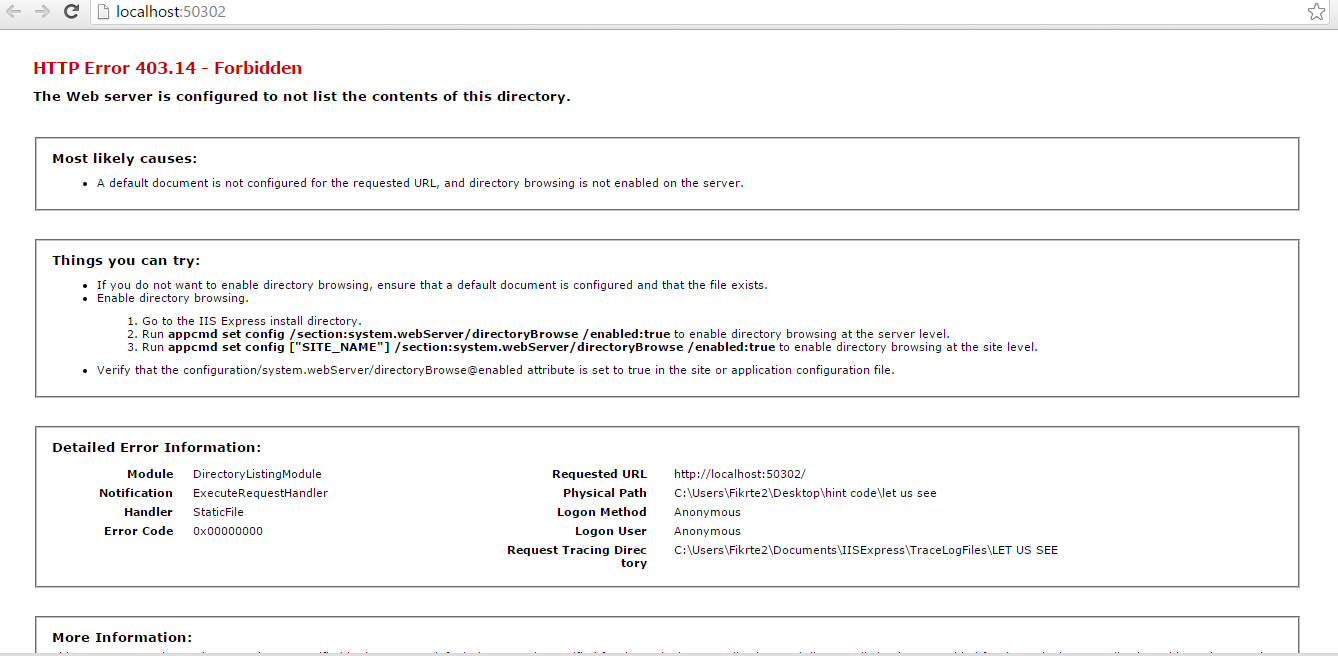 localhost:50302
HTTP Error 403.14 - Forbidden
The Web server is configured to not list the contents of this directory.
Most likely causes:
• A default document is not configured for the requested URL, and directory browsing is not enabled on the server.
Things you can try:
• If you do not want to enable directory browsing, ensure that a default document is configured and that the file exists.
• Enable directory browsing.
1. Go to the IIS Express install directory.
2. Run appcmd set config /section:system.webServer/directoryBrowse /enabled:true to enable directory browsing at the server level.
3. Run appcmd set config ["SITE_NAME"] /section:system.webServer/directoryBrowse /enabled:true to enable directory browsing at the site level.
• Verify that the configuration/system.webServer/directoryBrowse@enabled attribute is set to true in the site or application configuration file.
Detailed Error Information:
Module DirectoryListingModule
Notification ExecuteRequestHandler
Handler StaticFile
Error Code 0x00000000
Requested URL http://localhost:50302/
Physical Path C:\Users\Fikrte2\Desktop\hint code\let us see
Logon Method Anonymous
Logon User Anonymous
Request Tracing Direc C:\Users\Fikrte2\Documents\IISExpress\TraceLogFiles\LET US SEE
tory
More Information: